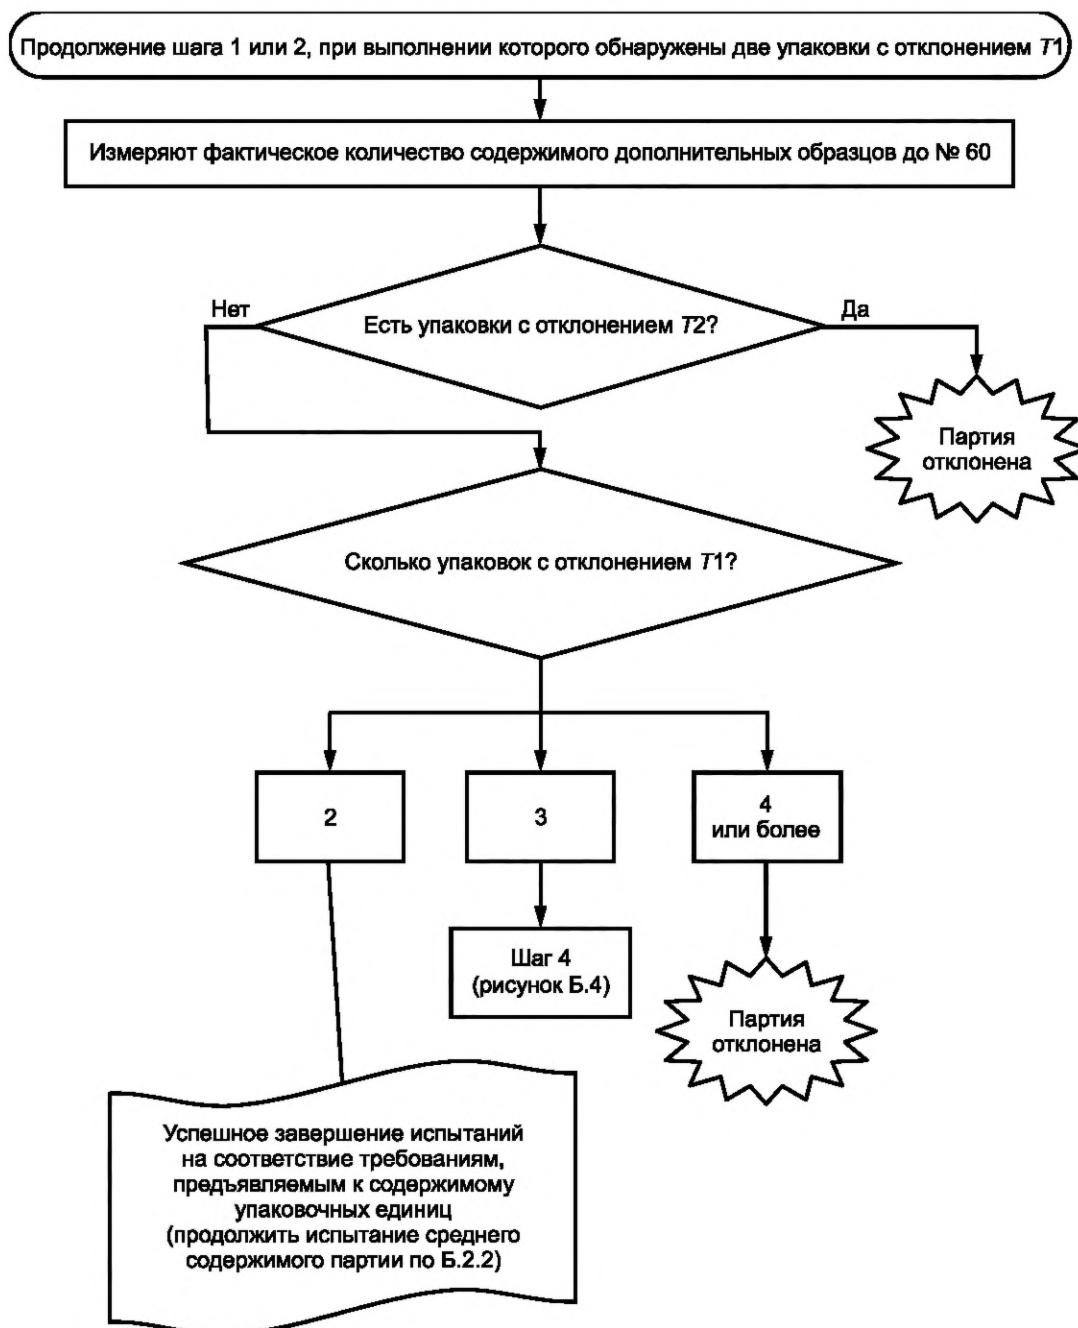 Продолжение шага 1 или 2, при выполнении которого обнаружены две упаковки с отклонением T1
Измеряют фактическое количество содержимого дополнительных образцов до № 60
Нет
Да
Есть упаковки с отклонением T2?
Партия
отклонена
Сколько упаковок с отклонением T1?
2
3
4
или более
Шаг 4
(рисунок Б.4)
Партия
отклонена
Успешное завершение испытаний
на соответствие требованиям,
предъявляемым к содержимому
упаковочных единиц
(продолжить испытание среднего
содержимого партии по Б.2.2)